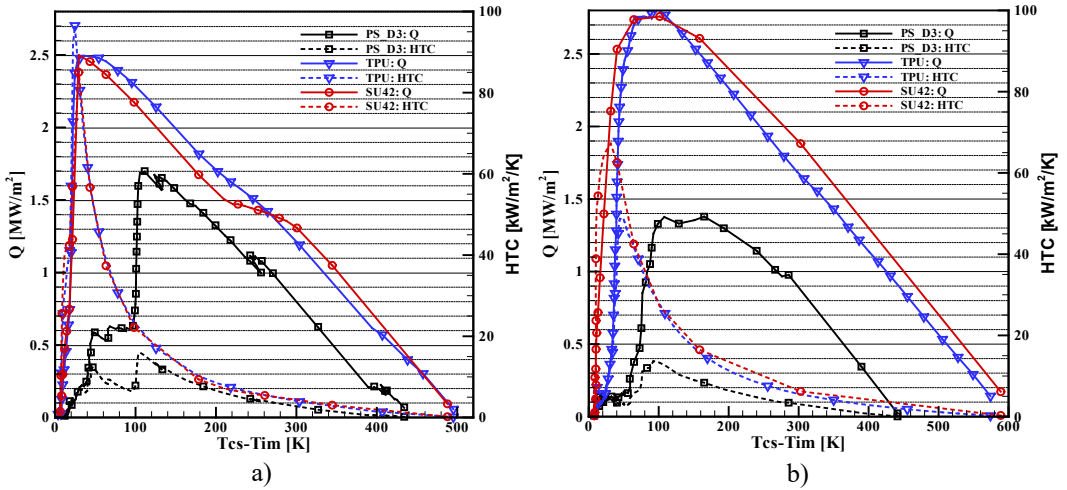 100
2.5
PS_D3: Q
PS_D3: HTC
TPU: Q
TPU: HTC
SU42: Q
SU42: HTC
80
2
60
1.5
40
1
20
0.5
0
0
0 100 200 300 400 500
Q [MW/m²]
HTC [kW/m²/K]
Tcs-Tim [K]
a)
100
2.5
PS_D3: Q
PS_D3: HTC
TPU: Q
TPU: HTC
SU42: Q
SU42: HTC
80
2
60
1.5
40
1
20
0.5
0
0
0 100 200 300 400 500 600
Q [MW/m²]
HTC [kW/m²/K]
Tcs-Tim [K]
b)